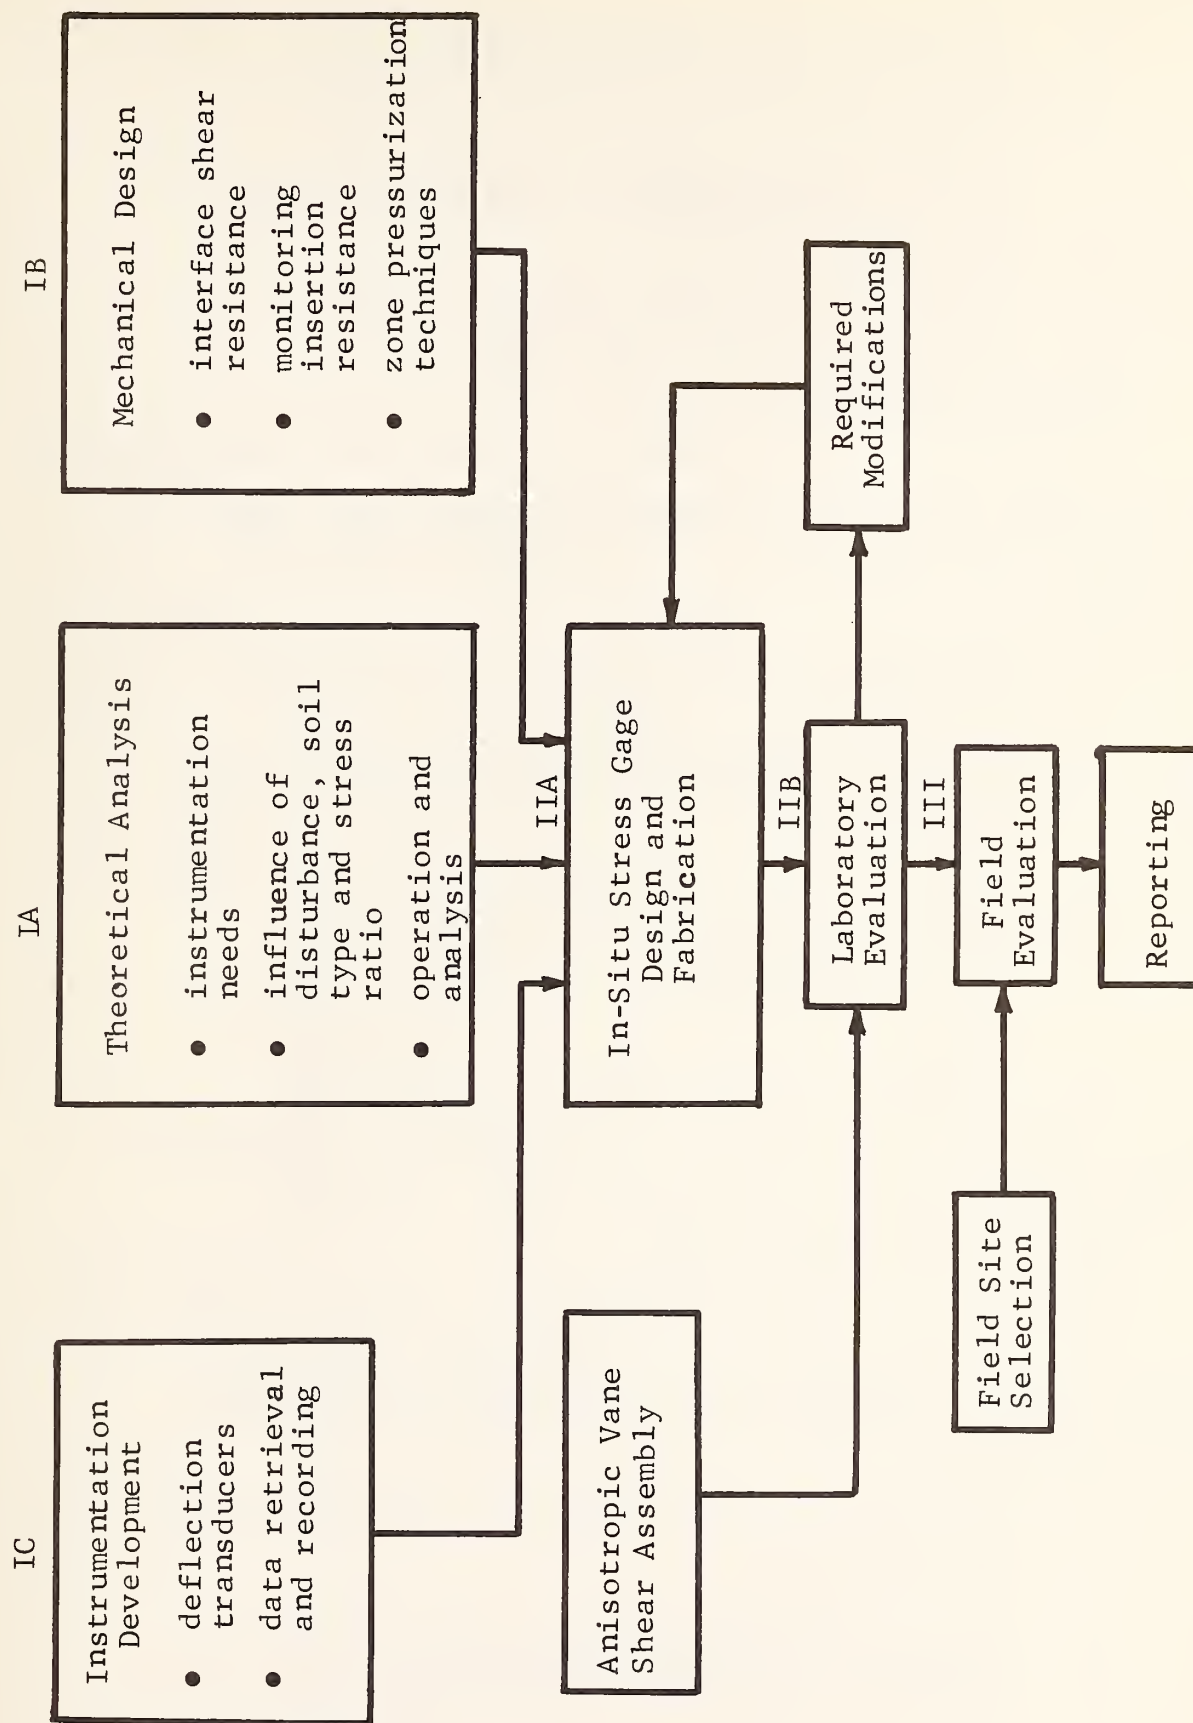 IC
Instrumentation
Development
• deflection
transducers
• data retrieval
and recording
IA
Theoretical Analysis
• instrumentation
needs
• influence of
disturbance, soil
type and stress
ratio
• operation and
analysis
IB
Mechanical Design
• interface shear
resistance
• monitoring
insertion
resistance
• zone pressurization
techniques
IIA
In-Situ Stress Gage
Design and
Fabrication
Anisotropic Vane
Shear Assembly
IIB
Laboratory
Evaluation
Required
Modifications
III
Field Site
Selection
Field
Evaluation
Reporting